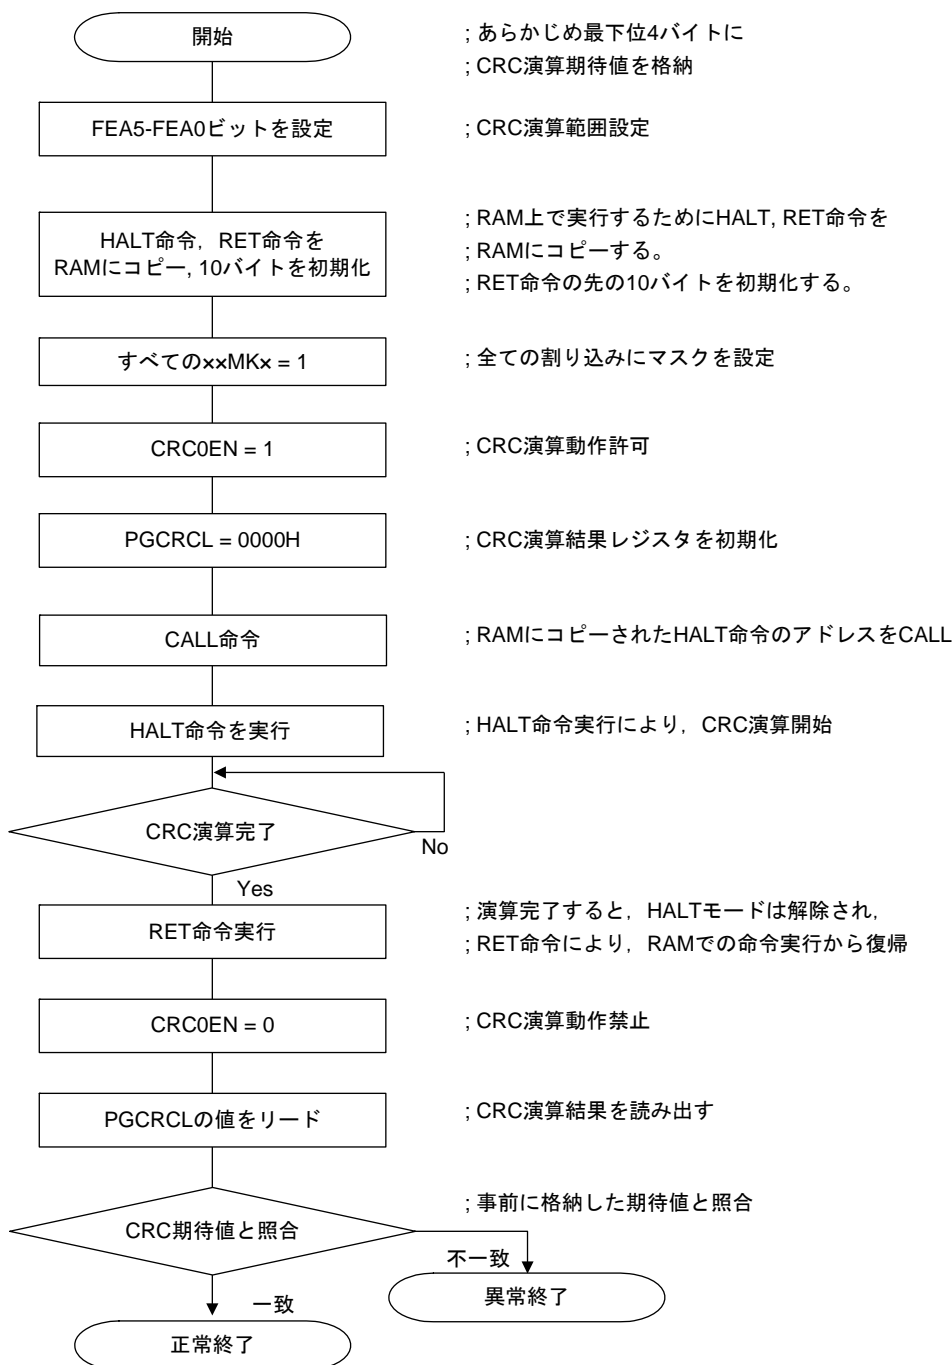 開始
; あらかじめ最下位4バイトに
; CRC演算期待値を格納
FEA5-FEA0ビットを設定
; CRC演算範囲設定
HALT命令，RET命令を
RAMにコピー, 10バイトを初期化
; RAM上で実行するためにHALT, RET命令を
; RAMにコピーする。
; RET命令の先の10バイトを初期化する。
すべての××MK× = 1
; 全ての割り込みにマスクを設定
CRC0EN = 1
; CRC演算動作許可
PGCRCL = 0000H
; CRC演算結果レジスタを初期化
CALL命令
; RAMにコピーされたHALT命令のアドレスをCALL
HALT命令を実行
; HALT命令実行により，CRC演算開始
CRC演算完了
No
Yes
RET命令実行
; 演算完了すると，HALTモードは解除され,
; RET命令により，RAMでの命令実行から復帰
CRC0EN = 0
; CRC演算動作禁止
PGCRCLの値をリード
; CRC演算結果を読み出す
CRC期待値と照合
; 事前に格納した期待値と照合
不一致
異常終了
一致
正常終了